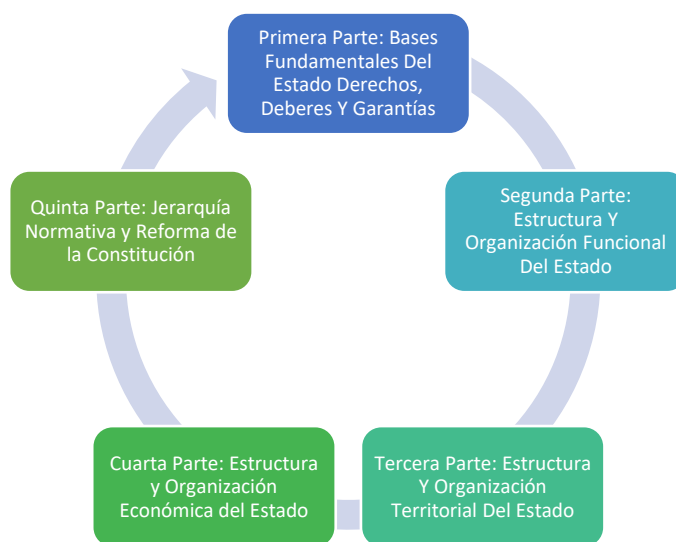 Primera Parte: Bases
Fundamentales Del
Estado Derechos,
Deberes Y Garantías
Segunda Parte:
Estructura Y
Organización Funcional
Del Estado
Tercera Parte: Estructura
Y Organización
Territorial Del Estado
Cuarta Parte: Estructura
y Organización
Económica del Estado
Quinta Parte: Jerarquía
Normativa y Reforma de
la Constitución